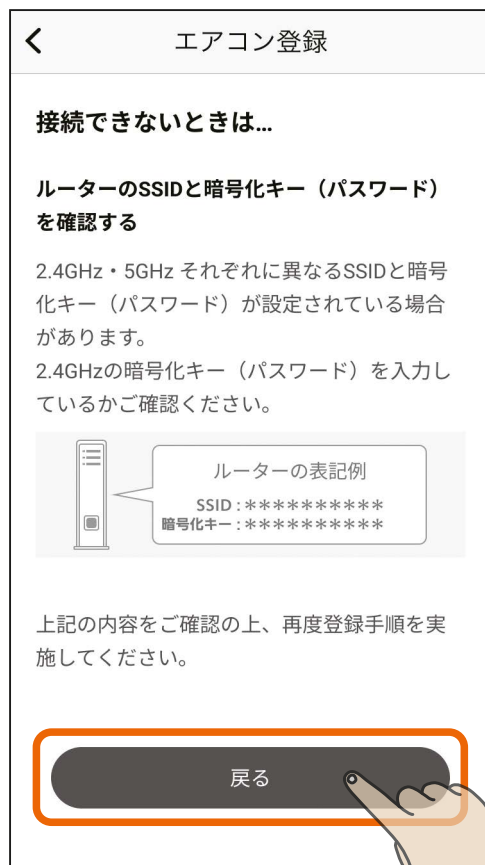 エアコン登録
接続できないときは...
ルーターのSSIDと暗号化キー（パスワード）
を確認する
2.4GHz・5GHz それぞれに異なるSSIDと暗号
化キー（パスワード）が設定されている場合
があります。
2.4GHzの暗号化キー（パスワード）を入力し
ているかご確認ください。
ルーターの表記例
SSID：**********
暗号化キー：**********
上記の内容をご確認の上、再度登録手順を実
施してください。
戻る